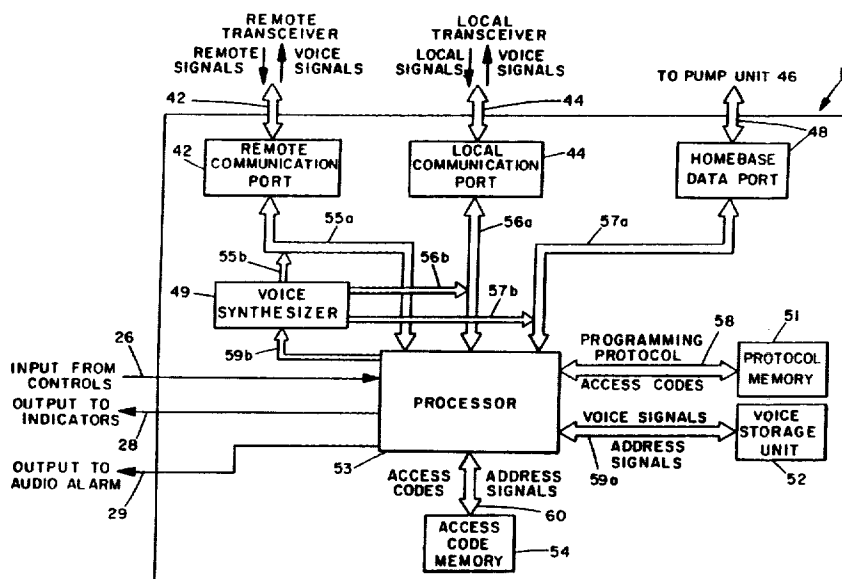 REMOTE
TRANSCEIVER
REMOTE
SIGNALS
VOICE
SIGNALS
LOCAL
TRANSCEIVER
LOCAL
SIGNALS
VOICE
SIGNALS
TO PUMP UNIT 46
42
44
48
42
REMOTE
COMMUNICATION
PORT
LOCAL
COMMUNICATION
PORT
44
HOMEBASE
DATA PORT
55a
56a
57a
55b
56b
49
VOICE
SYNTHESIZER
57b
59b
26
INPUT FROM
CONTROLS
OUTPUT TO
INDICATORS
28
OUTPUT TO
AUDIO ALARM
29
PROCESSOR
53
PROGRAMMING
PROTOCOL
58
ACCESS CODES
51
PROTOCOL
MEMORY
VOICE SIGNALS
ADDRESS
SIGNALS
59a
VOICE
STORAGE
UNIT
52
ACCESS
CODES
ADDRESS
SIGNALS
60
ACCESS
CODE
MEMORY
54